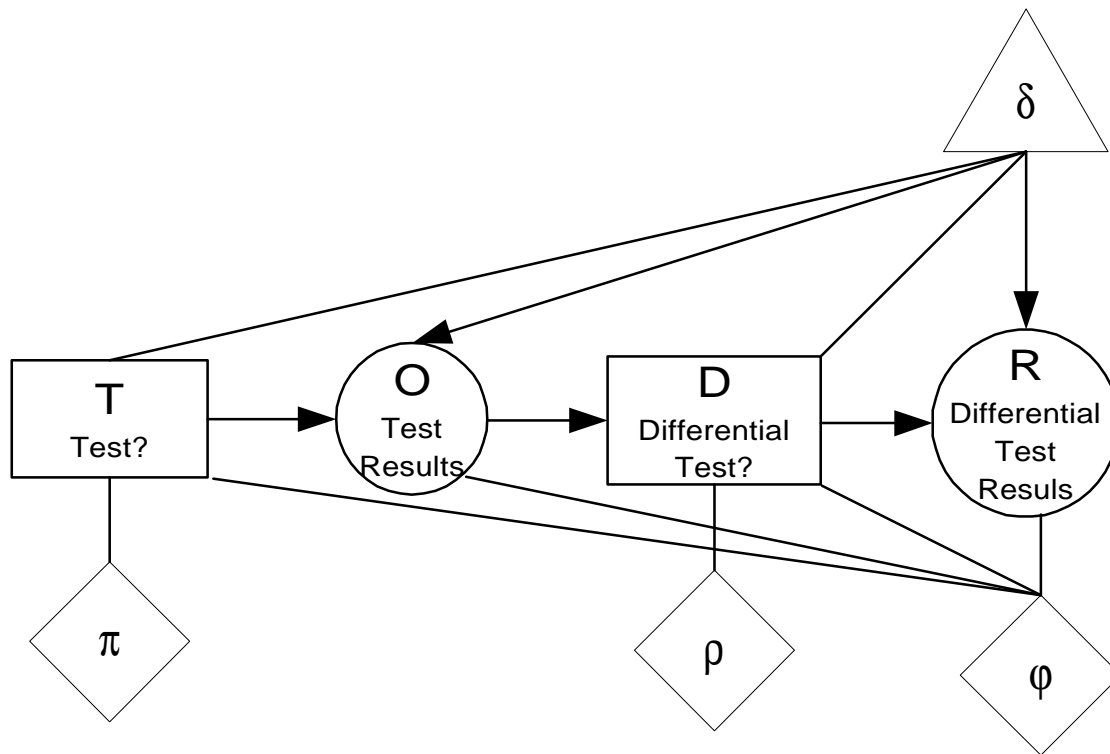 δ
T
Test?
O
Test
Results
D
Differential
Test?
R
Differential
Test
Resuls
π
ρ
φ